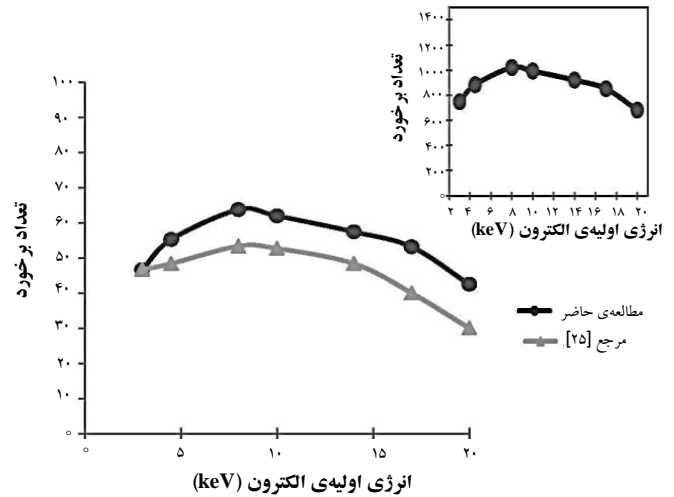 ۱۴۰۰
۱۲۰۰
۱۰۰۰
۸۰۰
۶۰۰
۴۰۰
۲۰۰
۰
تعداد برخورد
۲ ۴ ۶ ۸ ۱۰ ۱۲ ۱۴ ۱۶ ۱۸ ۲۰
انرژی اولیه‌ی الکترون (keV)
۱۰۰
۹۰
۸۰
۷۰
۶۰
۵۰
۴۰
۳۰
۲۰
۱۰
۰
تعداد برخورد
۰ ۵ ۱۰ ۱۵ ۲۰
انرژی اولیه‌ی الکترون (keV)
مطالعه‌ی حاضر
مرجع [۲۵]